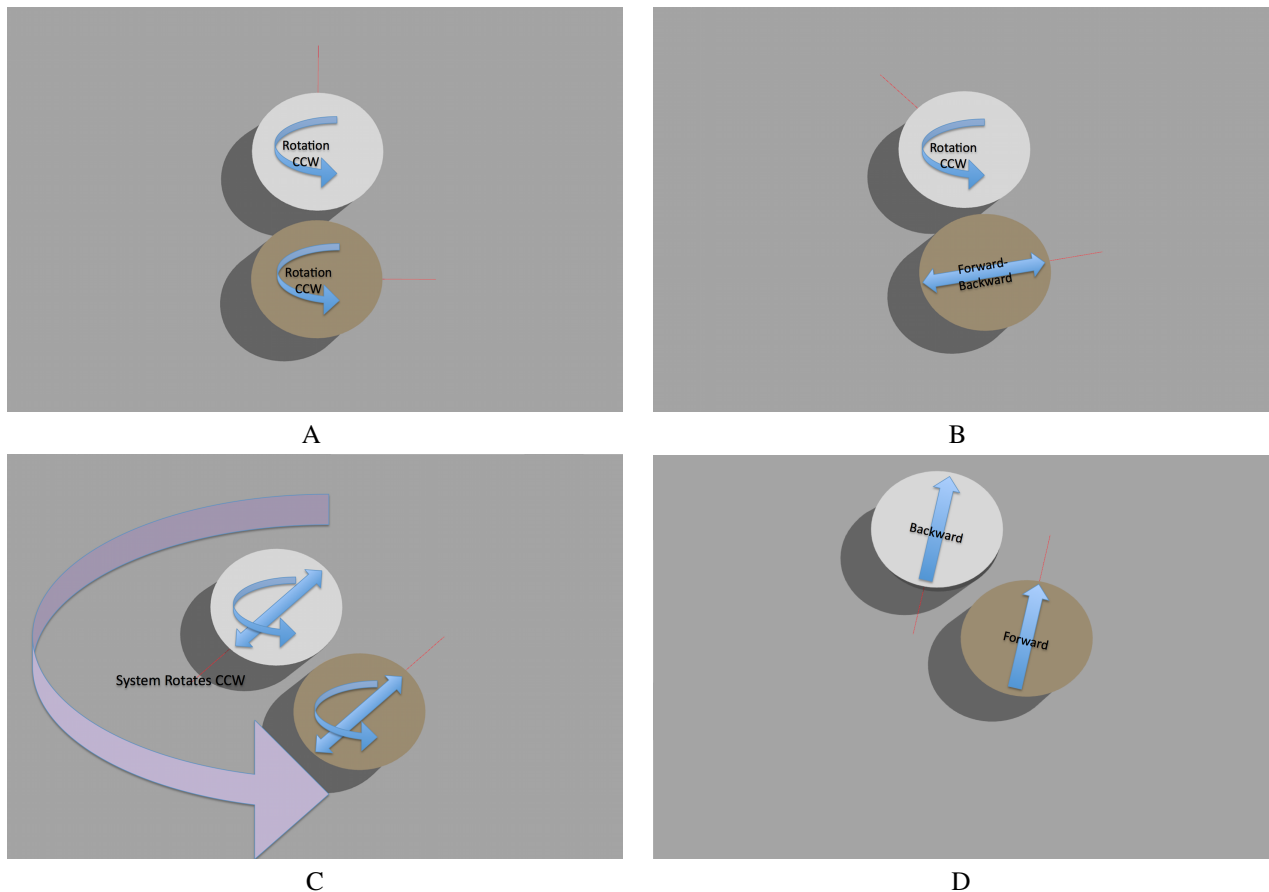 Rotation
CCW
Rotation
CCW
A
Rotation
CCW
Forward-
Backward
B
System Rotates CCW
C
Backward
Forward
D